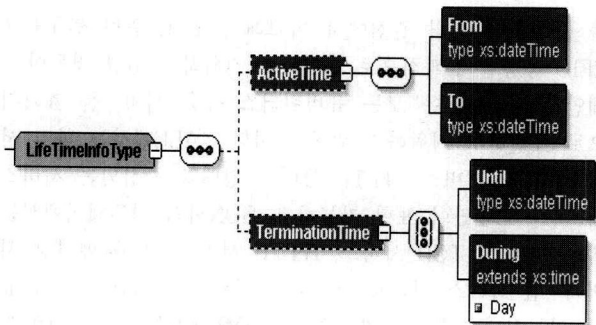 From
type xs:dateTime
ActiveTime
To
type xs:dateTime
LifeTimeInfoType
Until
type xs:dateTime
TerminationTime
During
extends xs:time
Day